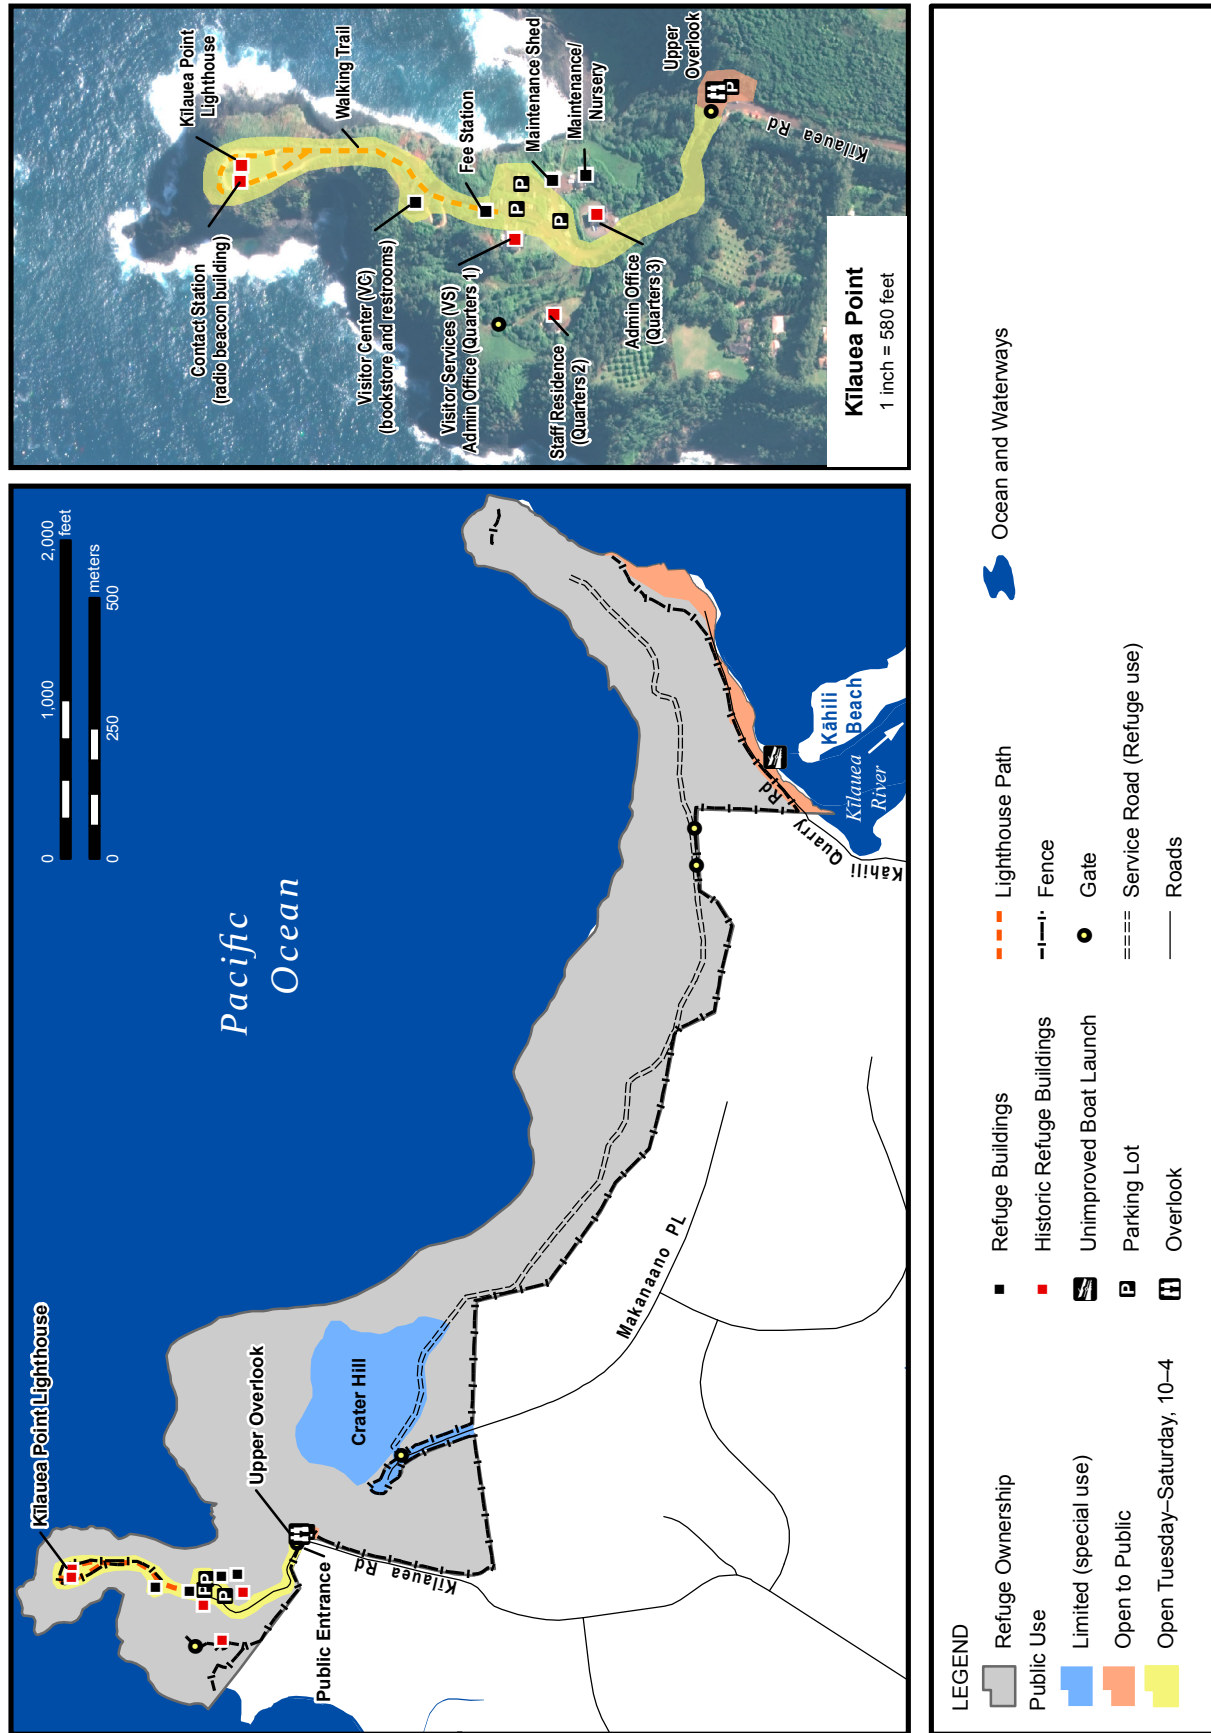 Kīlauea Point
Lighthouse
Walking Trail
Fee Station
Maintenance Shed
Maintenance/
Nursery
Upper
Overlook
Kīlauea Rd
Contact Station
(radio beacon building)
Visitor Center (VC)
(bookstore and restrooms)
Visitor Services (VS)
Admin Office (Quarters 1)
Staff Residence
(Quarters 2)
Admin Office
(Quarters 3)
P
P
P
P
Kīlauea Point
1 inch = 580 feet
0
1,000
2,000
feet
meters
0
250
500
Pacific
Ocean
Kīlauea Point Lighthouse
Upper Overlook
Crater Hill
Public Entrance
Kīlauea Rd
Makanaano PL
Kāhili Quarry Rd
Kāhili
Beach
Kīlauea
River
P
P
P
LEGEND
Refuge Ownership
Public Use
Limited (special use)
Open to Public
Open Tuesday–Saturday, 10–4
Refuge Buildings
Historic Refuge Buildings
Unimproved Boat Launch
P
Parking Lot
Overlook
Lighthouse Path
Fence
Gate
Service Road (Refuge use)
Roads
Ocean and Waterways